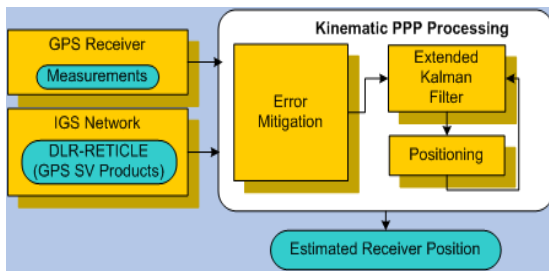 GPS Receiver
Measurements
IGS Network
DLR-RETICLE
(GPS SV Products)
Kinematic PPP Processing
Error
Mitigation
Extended
Kalman
Filter
Positioning
Estimated Receiver Position